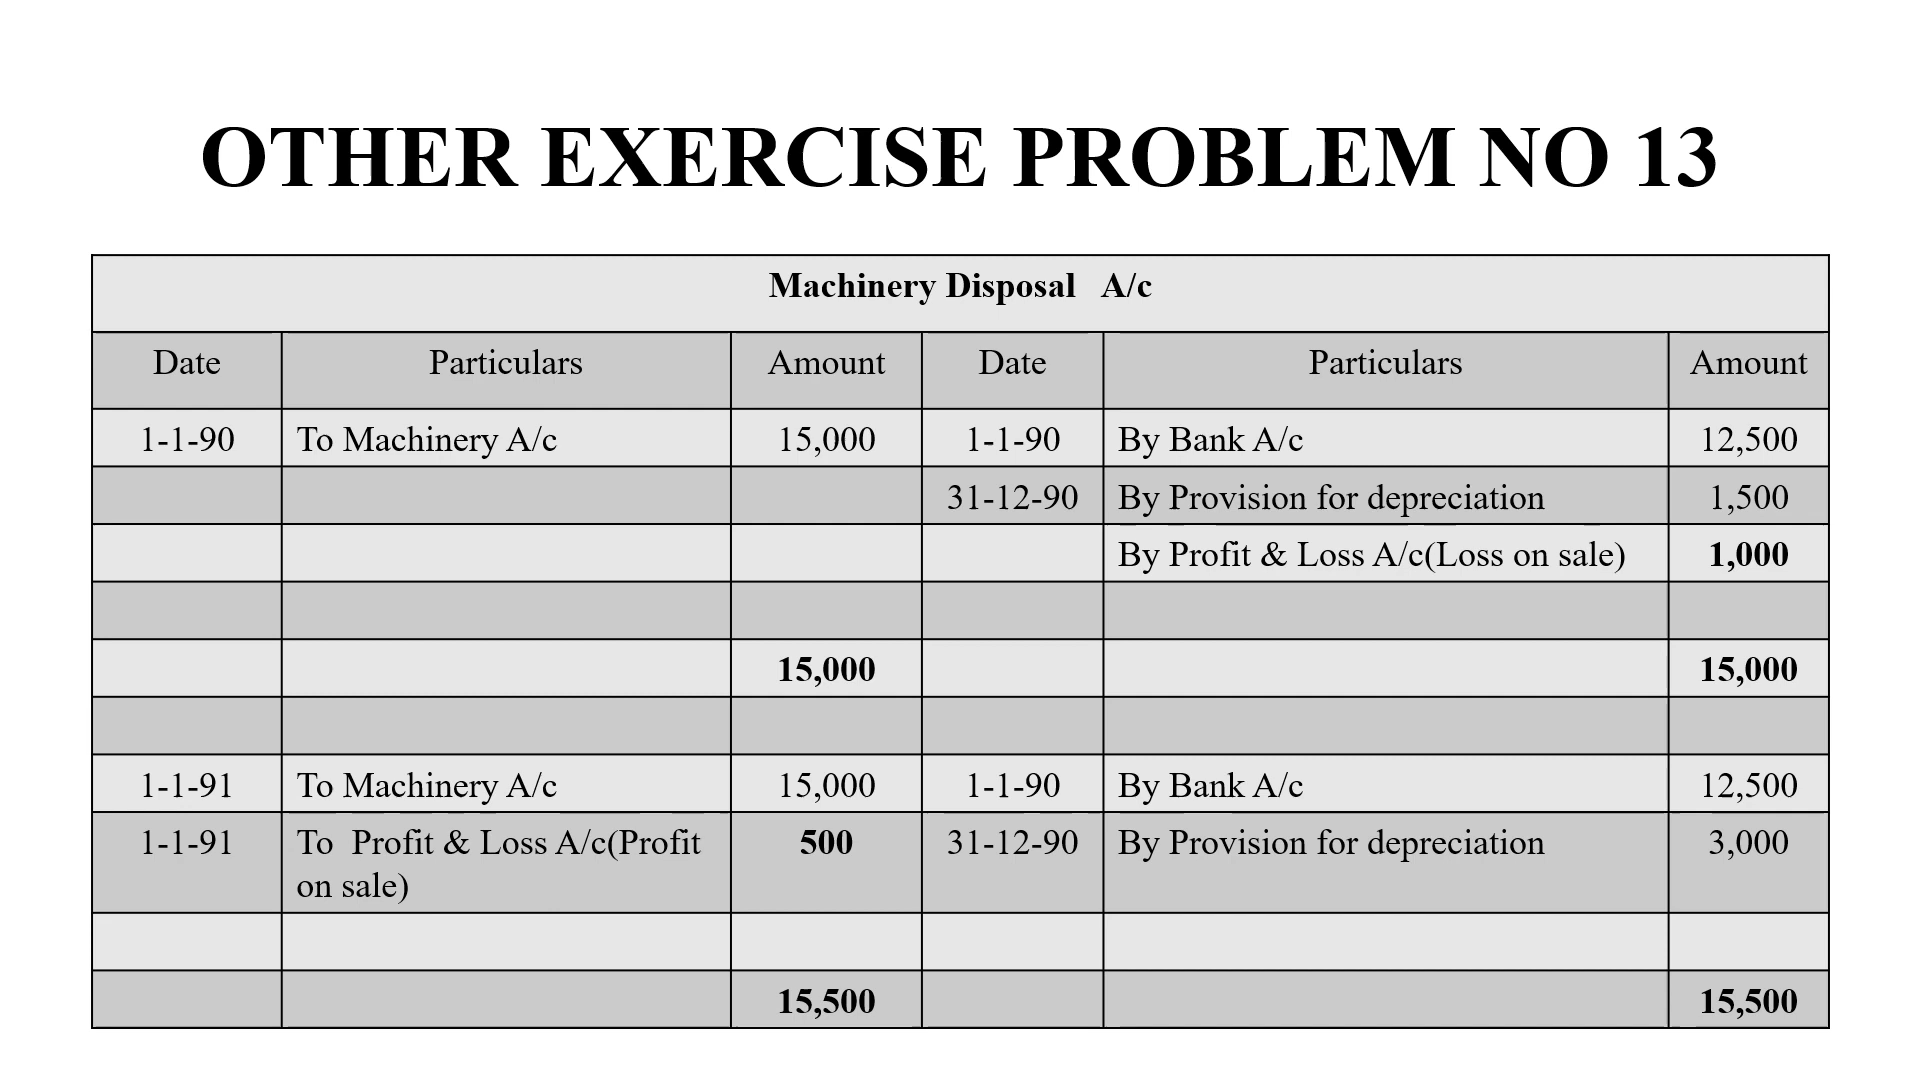 OTHER EXERCISE PROBLEM NO 13
Machinery Disposal A/c
Date Particulars Amount Date Particulars Amount
1-1-90 To Machinery A/c 15,000 1-1-90 By Bank A/c 12,500
31-12-90 By Provision for depreciation 1,500
By Profit & Loss A/c(Loss on sale) 1,000
15,000 15,000
1-1-91 To Machinery A/c 15,000 1-1-90 By Bank A/c 12,500
1-1-91 To Profit & Loss A/c(Profit 500 31-12-90 By Provision for depreciation 3,000
on sale)
15,500 15,500